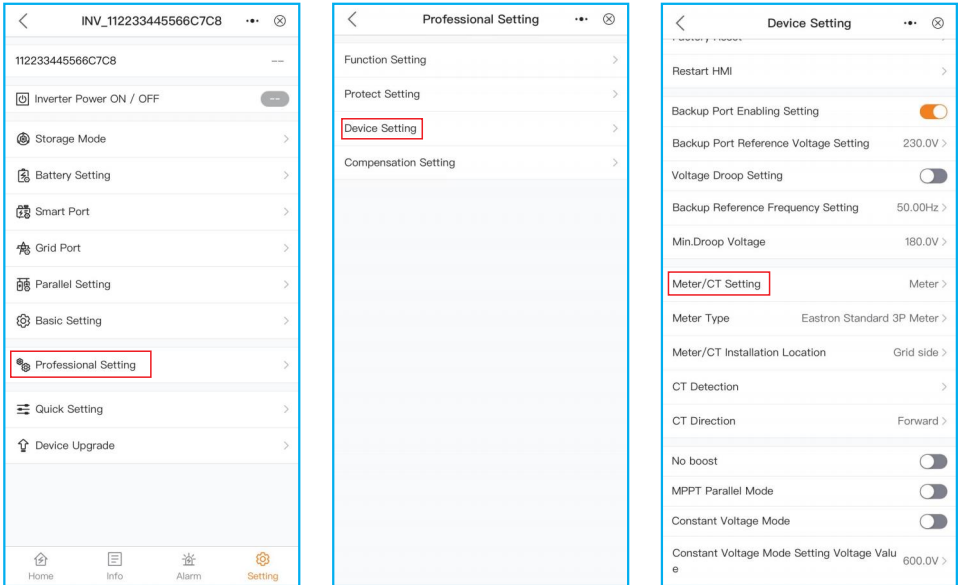 INV_112233445566C7C8
112233445566C7C8 --
Inverter Power ON / OFF --
Storage Mode
Battery Setting
Smart Port
Grid Port
Parallel Setting
Basic Setting
Professional Setting
Quick Setting
Device Upgrade
Home Info Alarm Setting
Professional Setting
Function Setting
Protect Setting
Device Setting
Compensation Setting
Device Setting
Restart HMI
Backup Port Enabling Setting
Backup Port Reference Voltage Setting 230.0V
Voltage Droop Setting
Backup Reference Frequency Setting 50.00Hz
Min.Droop Voltage 180.0V
Meter/CT Setting Meter
Meter Type Eastron Standard 3P Meter
Meter/CT Installation Location Grid side
CT Detection
CT Direction Forward
No boost
MPPT Parallel Mode
Constant Voltage Mode
Constant Voltage Mode Setting Voltage Valu
e 600.0V